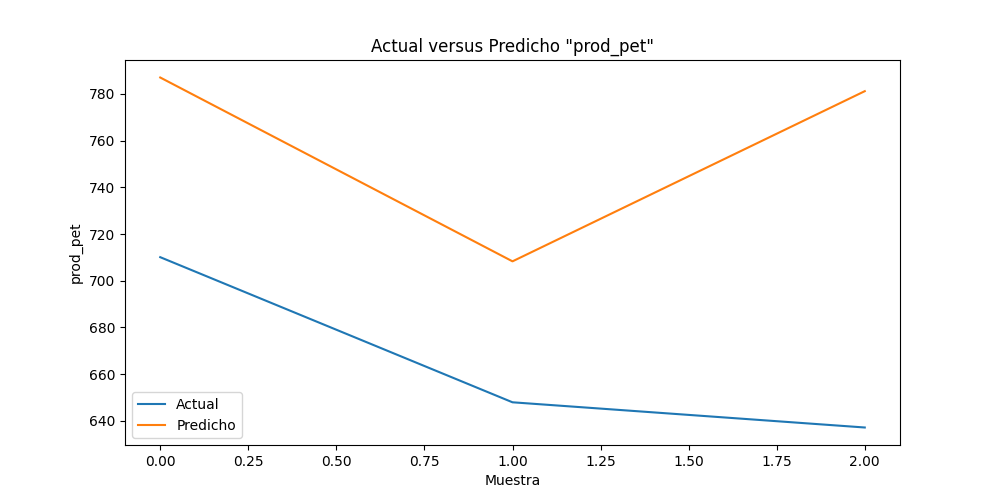 Actual versus Predicho "prod_pet"
prod_pet
780
760
740
720
700
680
660
640
Actual
Predicho
0.00 0.25 0.50 0.75 1.00 1.25 1.50 1.75 2.00
Muestra